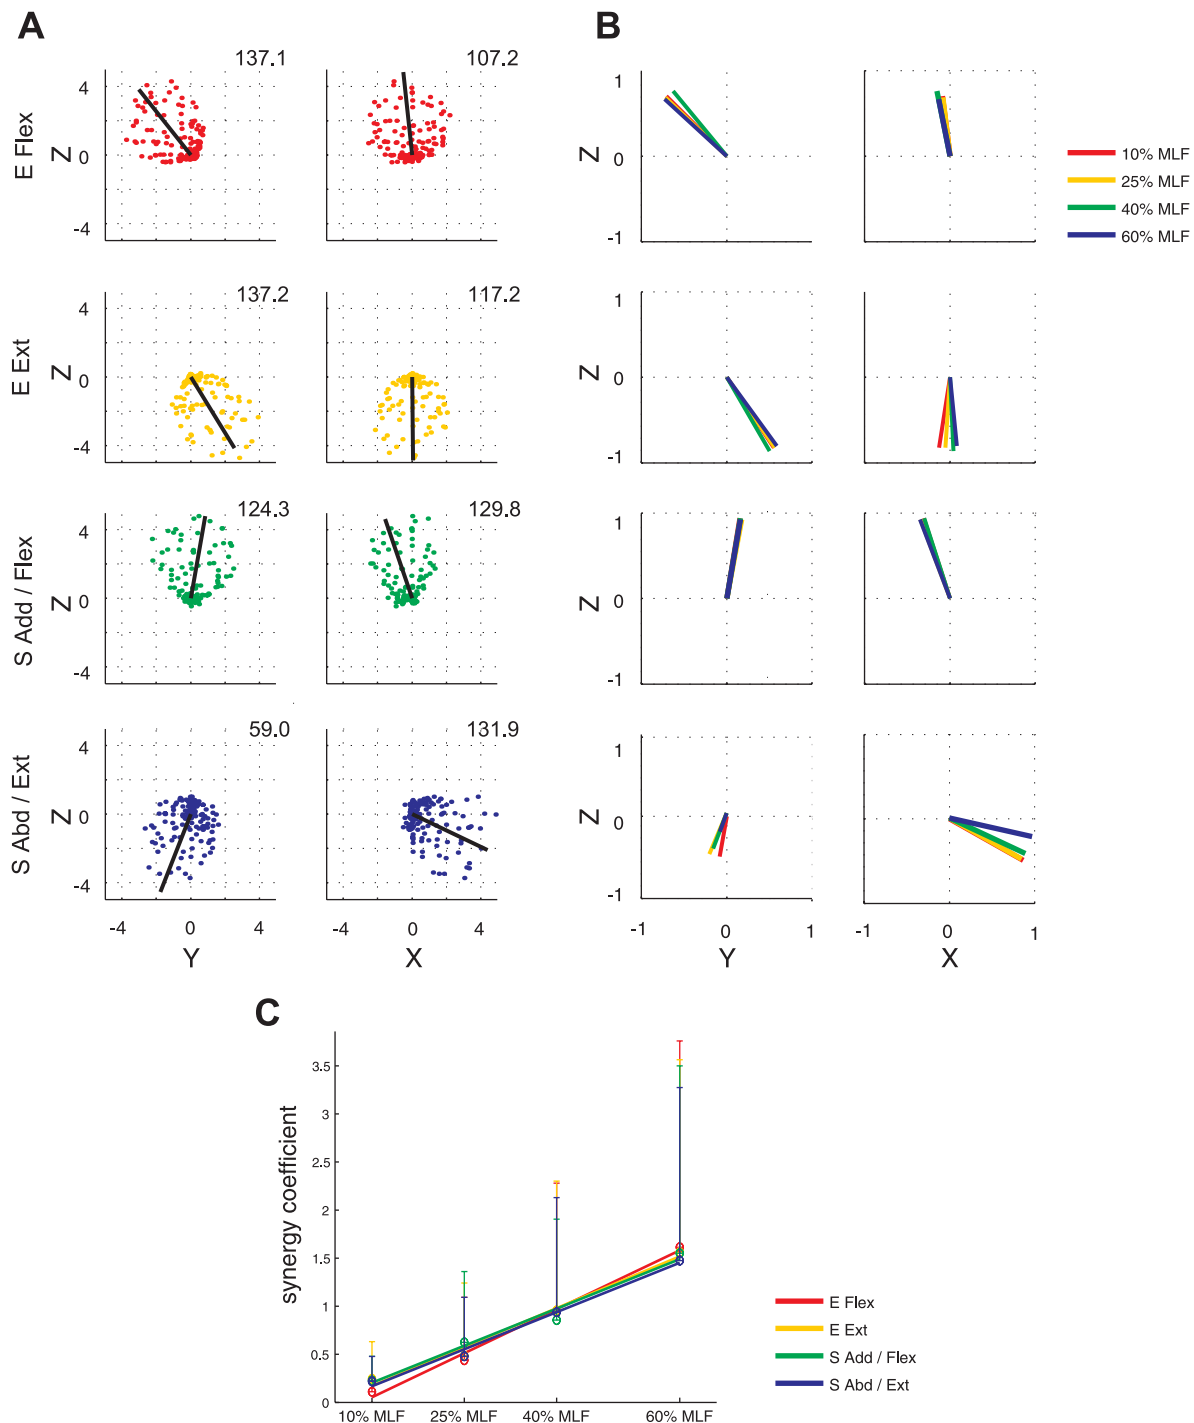 A
B
137.1
107.2
E Flex
Z
4
0
-4
Z
1
0
-1
10% MLF
25% MLF
40% MLF
60% MLF
137.2
117.2
E Ext
Z
4
0
-4
Z
1
0
-1
124.3
129.8
S Add / Flex
Z
4
0
-4
Z
1
0
-1
59.0
131.9
S Abd / Ext
Z
4
0
-4
Z
1
0
-1
-4 0 4
-4 0 4
-1 0 1
-1 0 1
Y
X
Y
X
C
synergy coefficient
3.5
3
2.5
2
1.5
1
0.5
0
10% MLF 25% MLF 40% MLF 60% MLF
E Flex
E Ext
S Add / Flex
S Abd / Ext